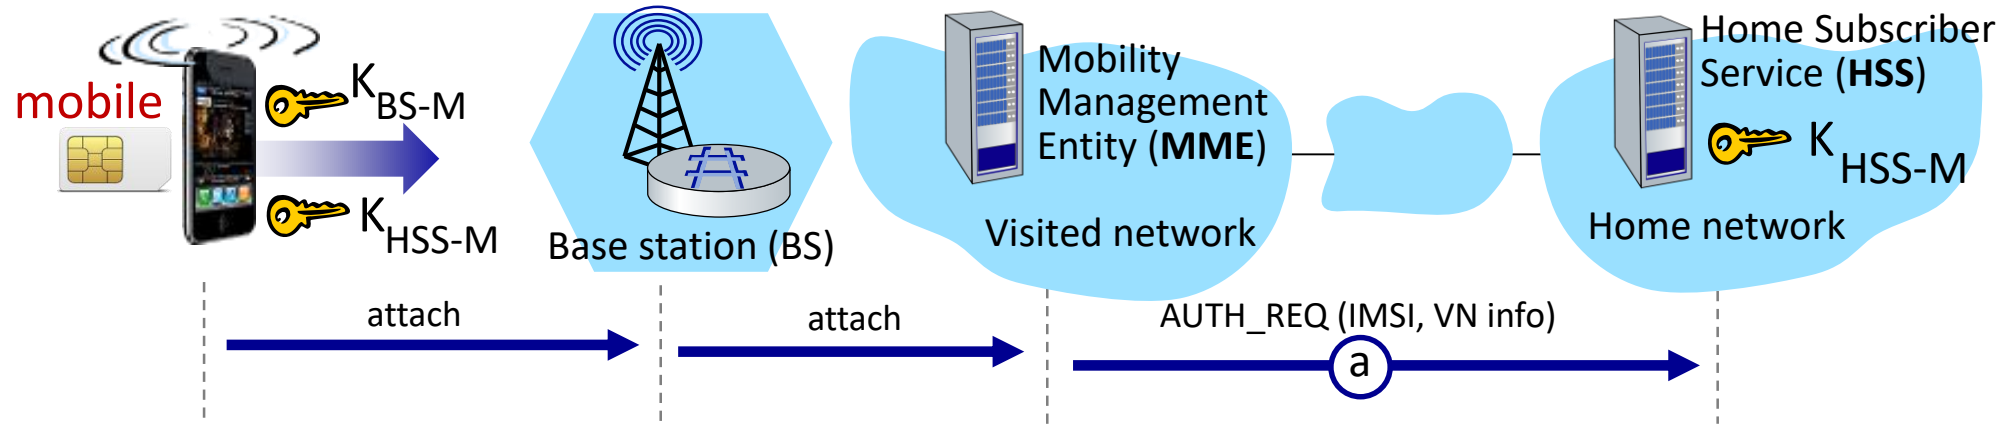 mobile
K BS-M
K HSS-M
Base station (BS)
Mobility
Management
Entity (MME)
Visited network
Home Subscriber
Service (HSS)
K HSS-M
Home network
attach
attach
AUTH_REQ (IMSI, VN info)
a